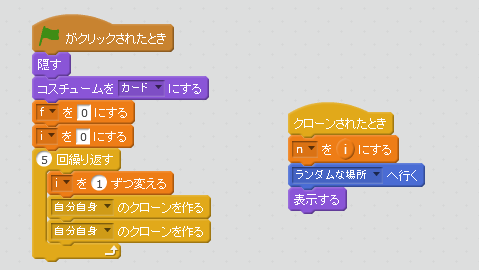 がクリックされたとき
隠す
コスチュームを カード にする
f を 0 にする
i を 0 にする
5 回繰り返す
i を 1 ずつ変える
自分自身 のクローンを作る
自分自身 のクローンを作る
クローンされたとき
n を i にする
ランダムな場所 へ行く
表示する